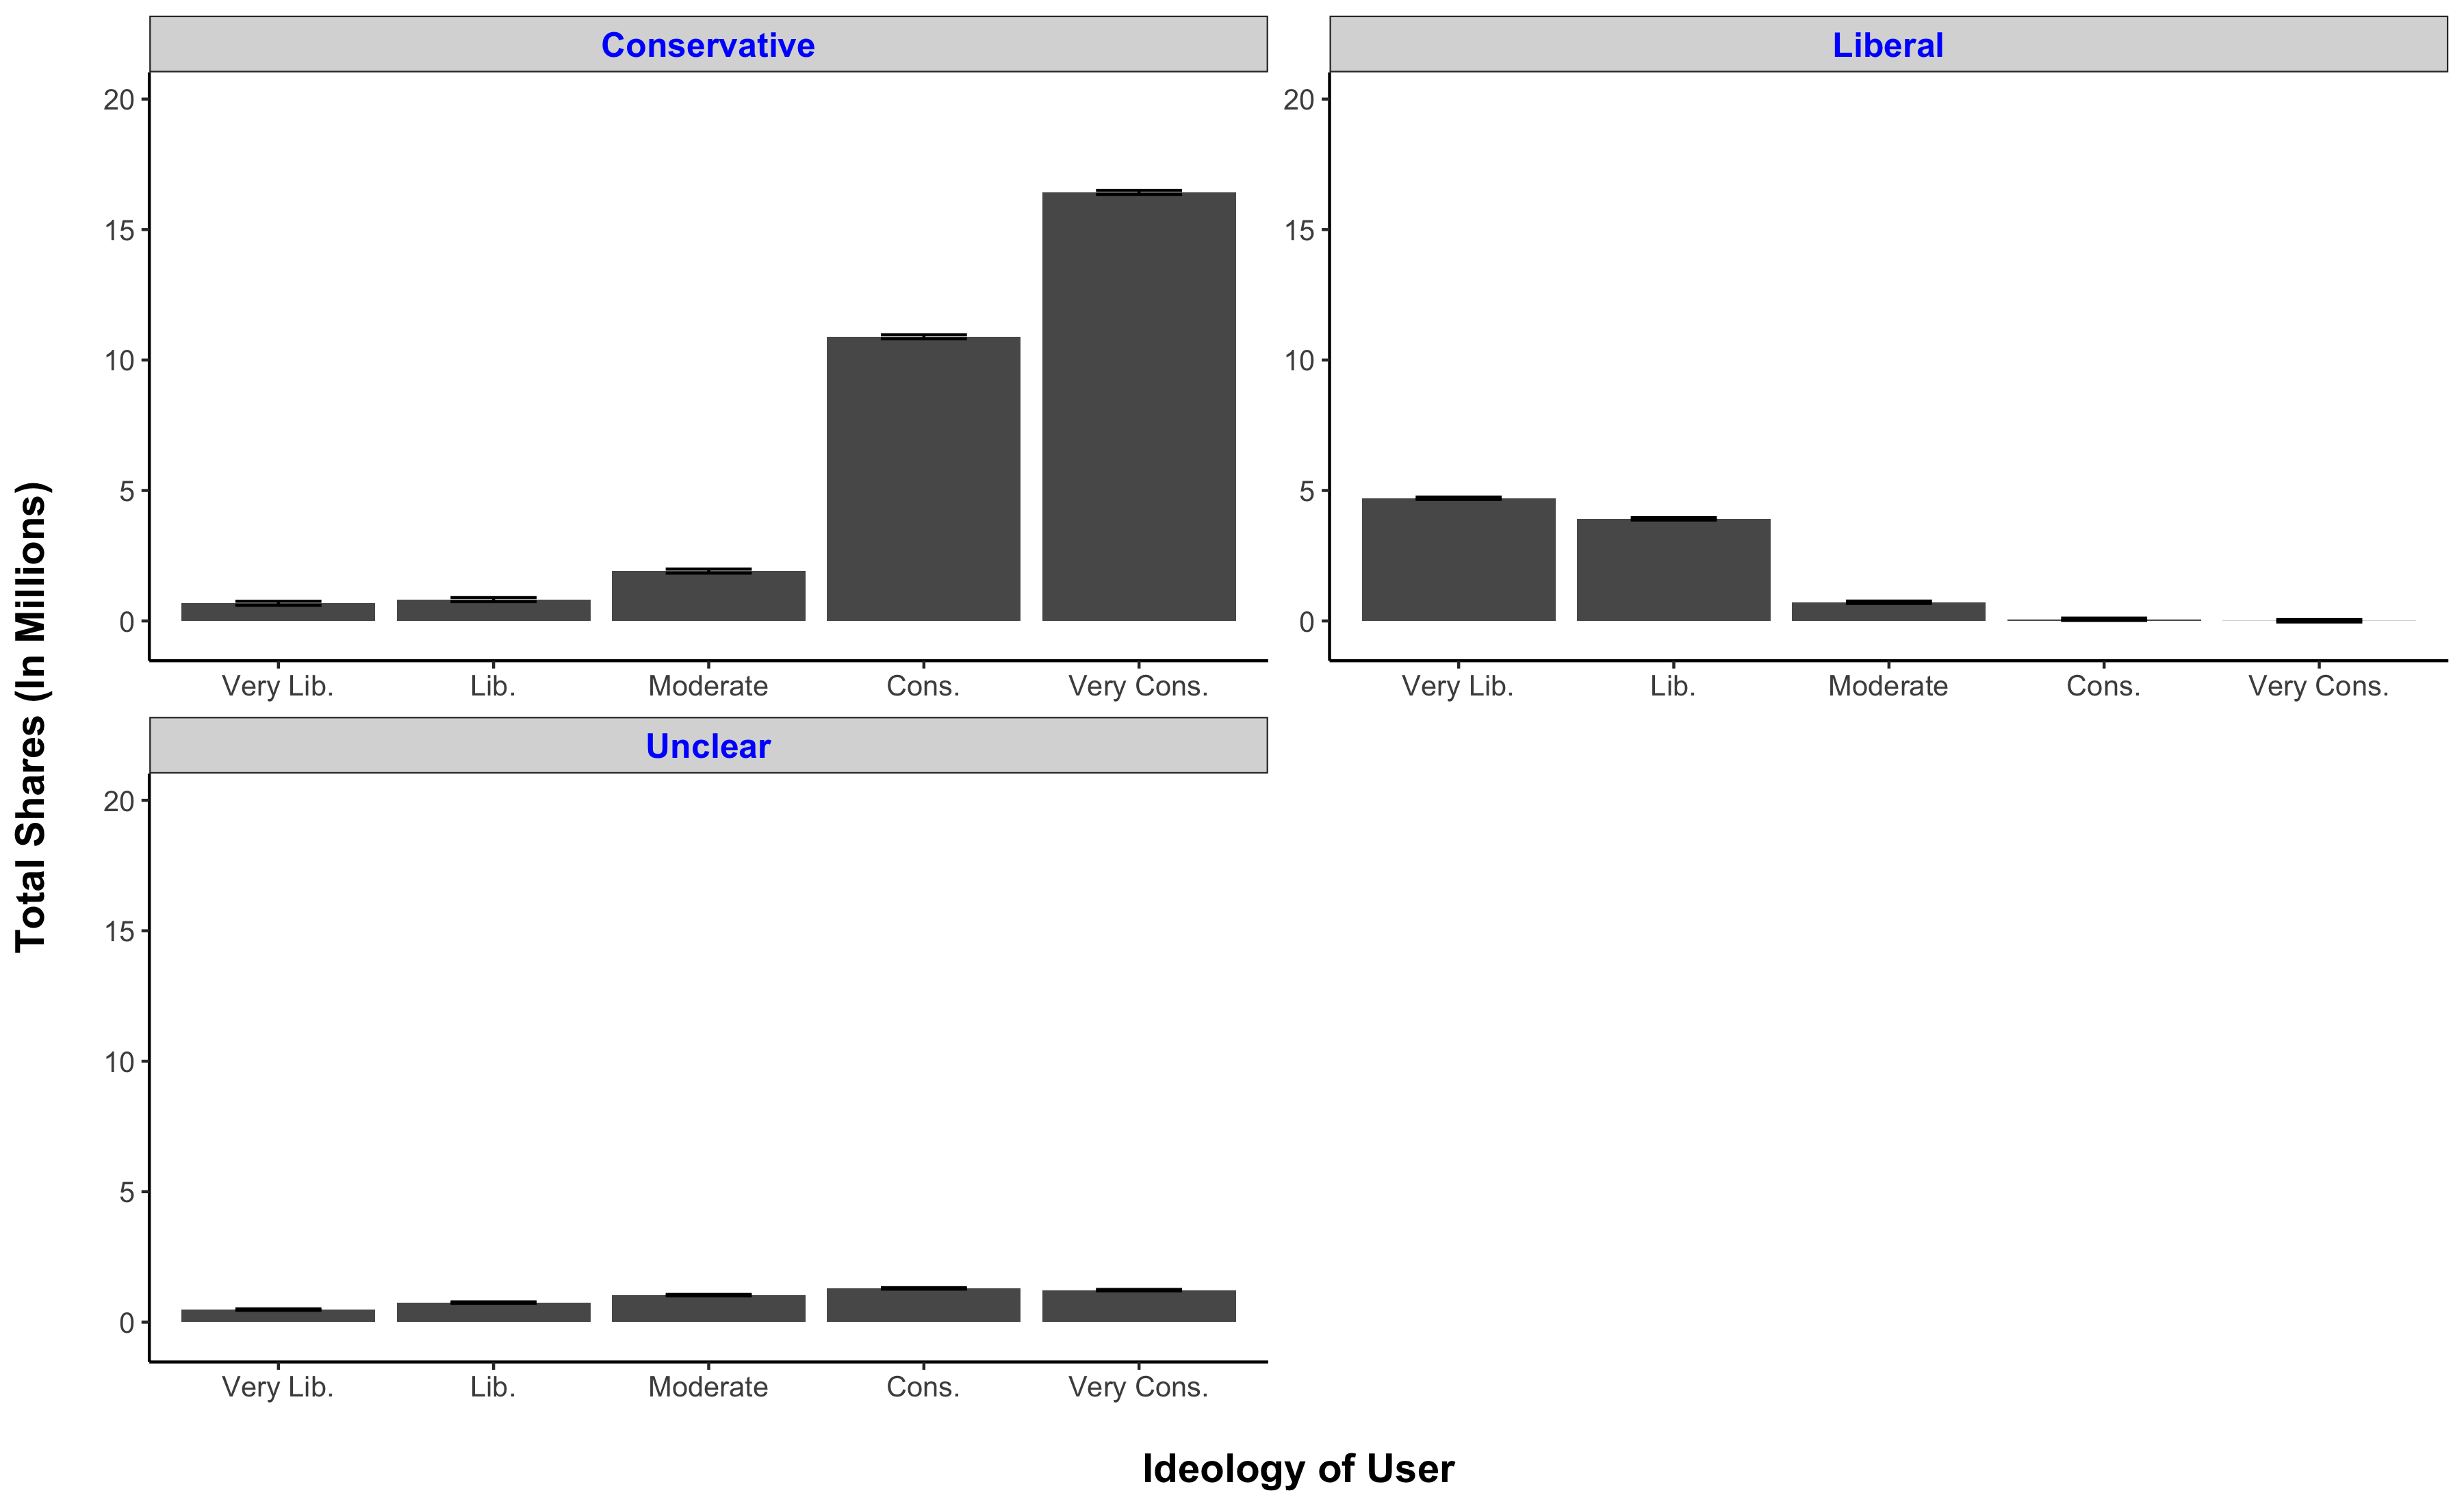 Conservative
Liberal
20
15
10
5
0
Very Lib. Lib. Moderate Cons. Very Cons.
20
15
10
5
0
Very Lib. Lib. Moderate Cons. Very Cons.
Unclear
20
15
10
5
0
Very Lib. Lib. Moderate Cons. Very Cons.
Total Shares (In Millions)
Ideology of User